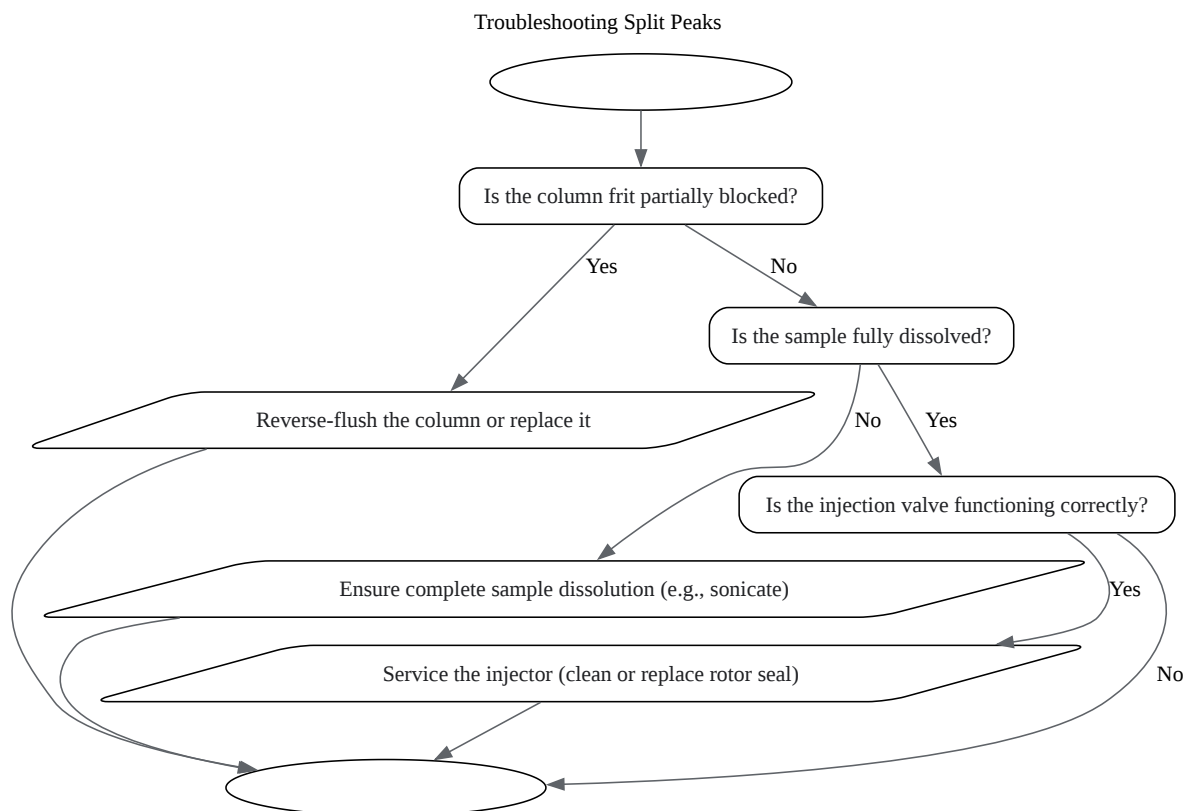 Troubleshooting Split Peaks
Is the column frit partially blocked?
Yes
No
Is the sample fully dissolved?
Reverse-flush the column or replace it
No
Yes
Is the injection valve functioning correctly?
Ensure complete sample dissolution (e.g., sonicate)
Yes
Service the injector (clean or replace rotor seal)
No